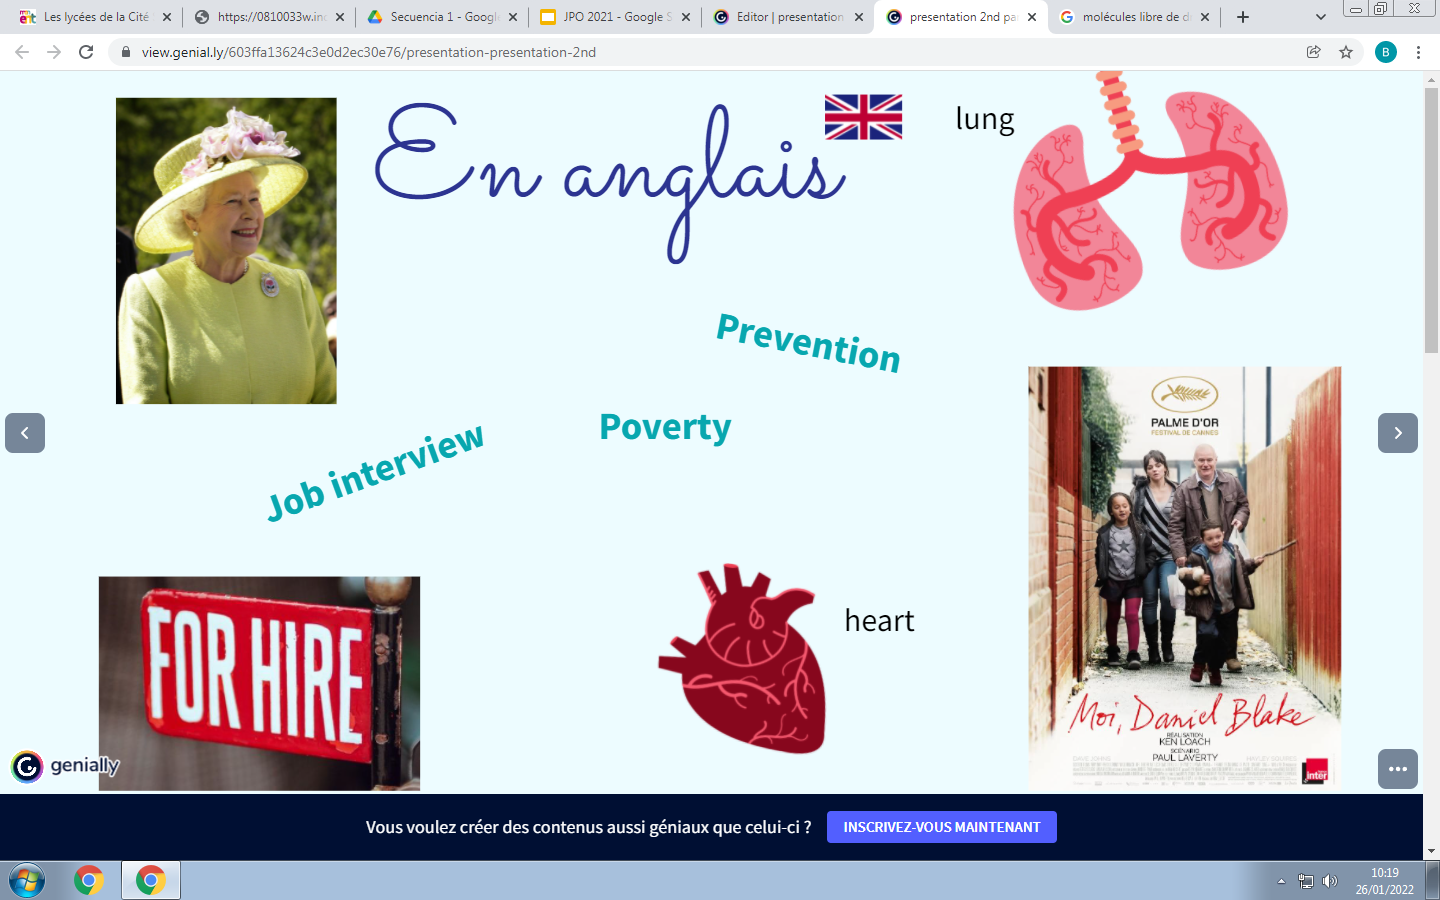 Les lycées de la Cité
https://0810033w.in
Secuencia 1 - Googl
JPO 2021 - Google S
Editor | presentation
presentation 2nd pa
molécules libre de d
view.genial.ly/603ffa13624c3e0d2ec30e76/presentation-presentation-2nd
B
En anglais
lung
Prevention
Poverty
Job interview
PALME D'OR
FESTIVAL DE CANNES
FOR HIRE
heart
Moi, Daniel Blake
RÉALISATION
KEN LOACH
SCÉNARIO
PAUL LAVERTY
inter
genially
Vous voulez créer des contenus aussi géniaux que celui-ci ?
INSCRIVEZ-VOUS MAINTENANT
10:19
26/01/2022